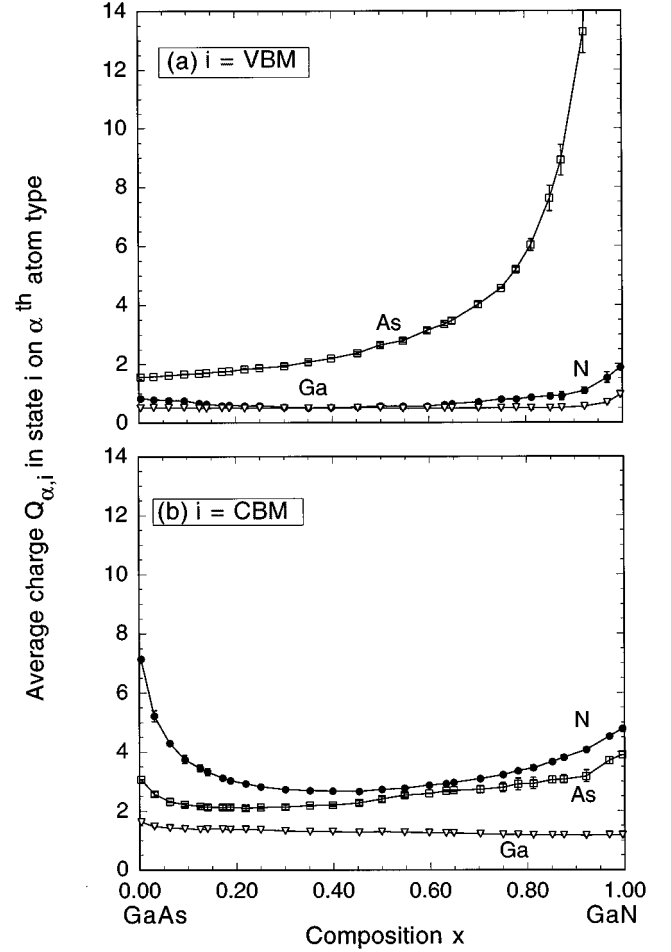 Average charge Qα,i in state i on α th atom type
14
(a) i = VBM
12
10
8
6
As
4
N
2
Ga
0
14
(b) i = CBM
12
10
8
6
N
4
As
2
Ga
0
0.00 0.20 0.40 0.60 0.80 1.00
GaAs GaN
Composition x